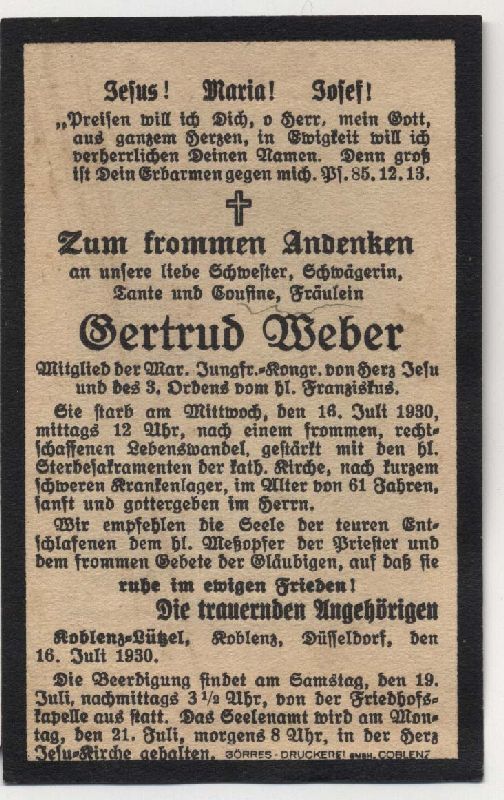 Jesus! Maria! Josef!
„Preisen will ich Dich, o Herr, mein Gott,
aus ganzem Herzen, in Ewigkeit will ich
verherrlichen Deinen Namen. Denn groß
ist Dein Erbarmen gegen mich. Ps. 85. 12. 13.
Zum frommen Andenken
an unsere liebe Schwester, Schwägerin,
Tante und Cousine, Fräulein
Gertrud Weber
Mitglied der Mar. Jungfr.-Kongr. von Herz Jesu
und des 3. Ordens vom hl. Franziskus.
Sie starb am Mittwoch, den 16. Juli 1930,
mittags 12 Uhr, nach einem frommen, recht-
schaffenen Lebenswandel, gestärkt mit den hl.
Sterbesakramenten der kath. Kirche, nach kurzem
schweren Krankenlager, im Alter von 61 Jahren,
sanft und gottergeben im Herrn.
Wir empfehlen die Seele der teuren Ent-
schlafenen dem hl. Meßopfer der Priester und
dem frommen Gebete der Gläubigen, auf daß sie
ruhe im ewigen Frieden!
Die trauernden Angehörigen
Koblenz-Lützel, Koblenz, Düsseldorf, den
16. Juli 1930.
Die Beerdigung findet am Samstag, den 19.
Juli, nachmittags 3 1/2 Uhr, von der Friedhofs-
kapelle aus statt. Das Seelenamt wird am Mon-
tag, den 21. Juli, morgens 8 Uhr, in der Herz
Jesu-Kirche gehalten. GÖRRES-DRUCKEREI GMBH. COBLENZ